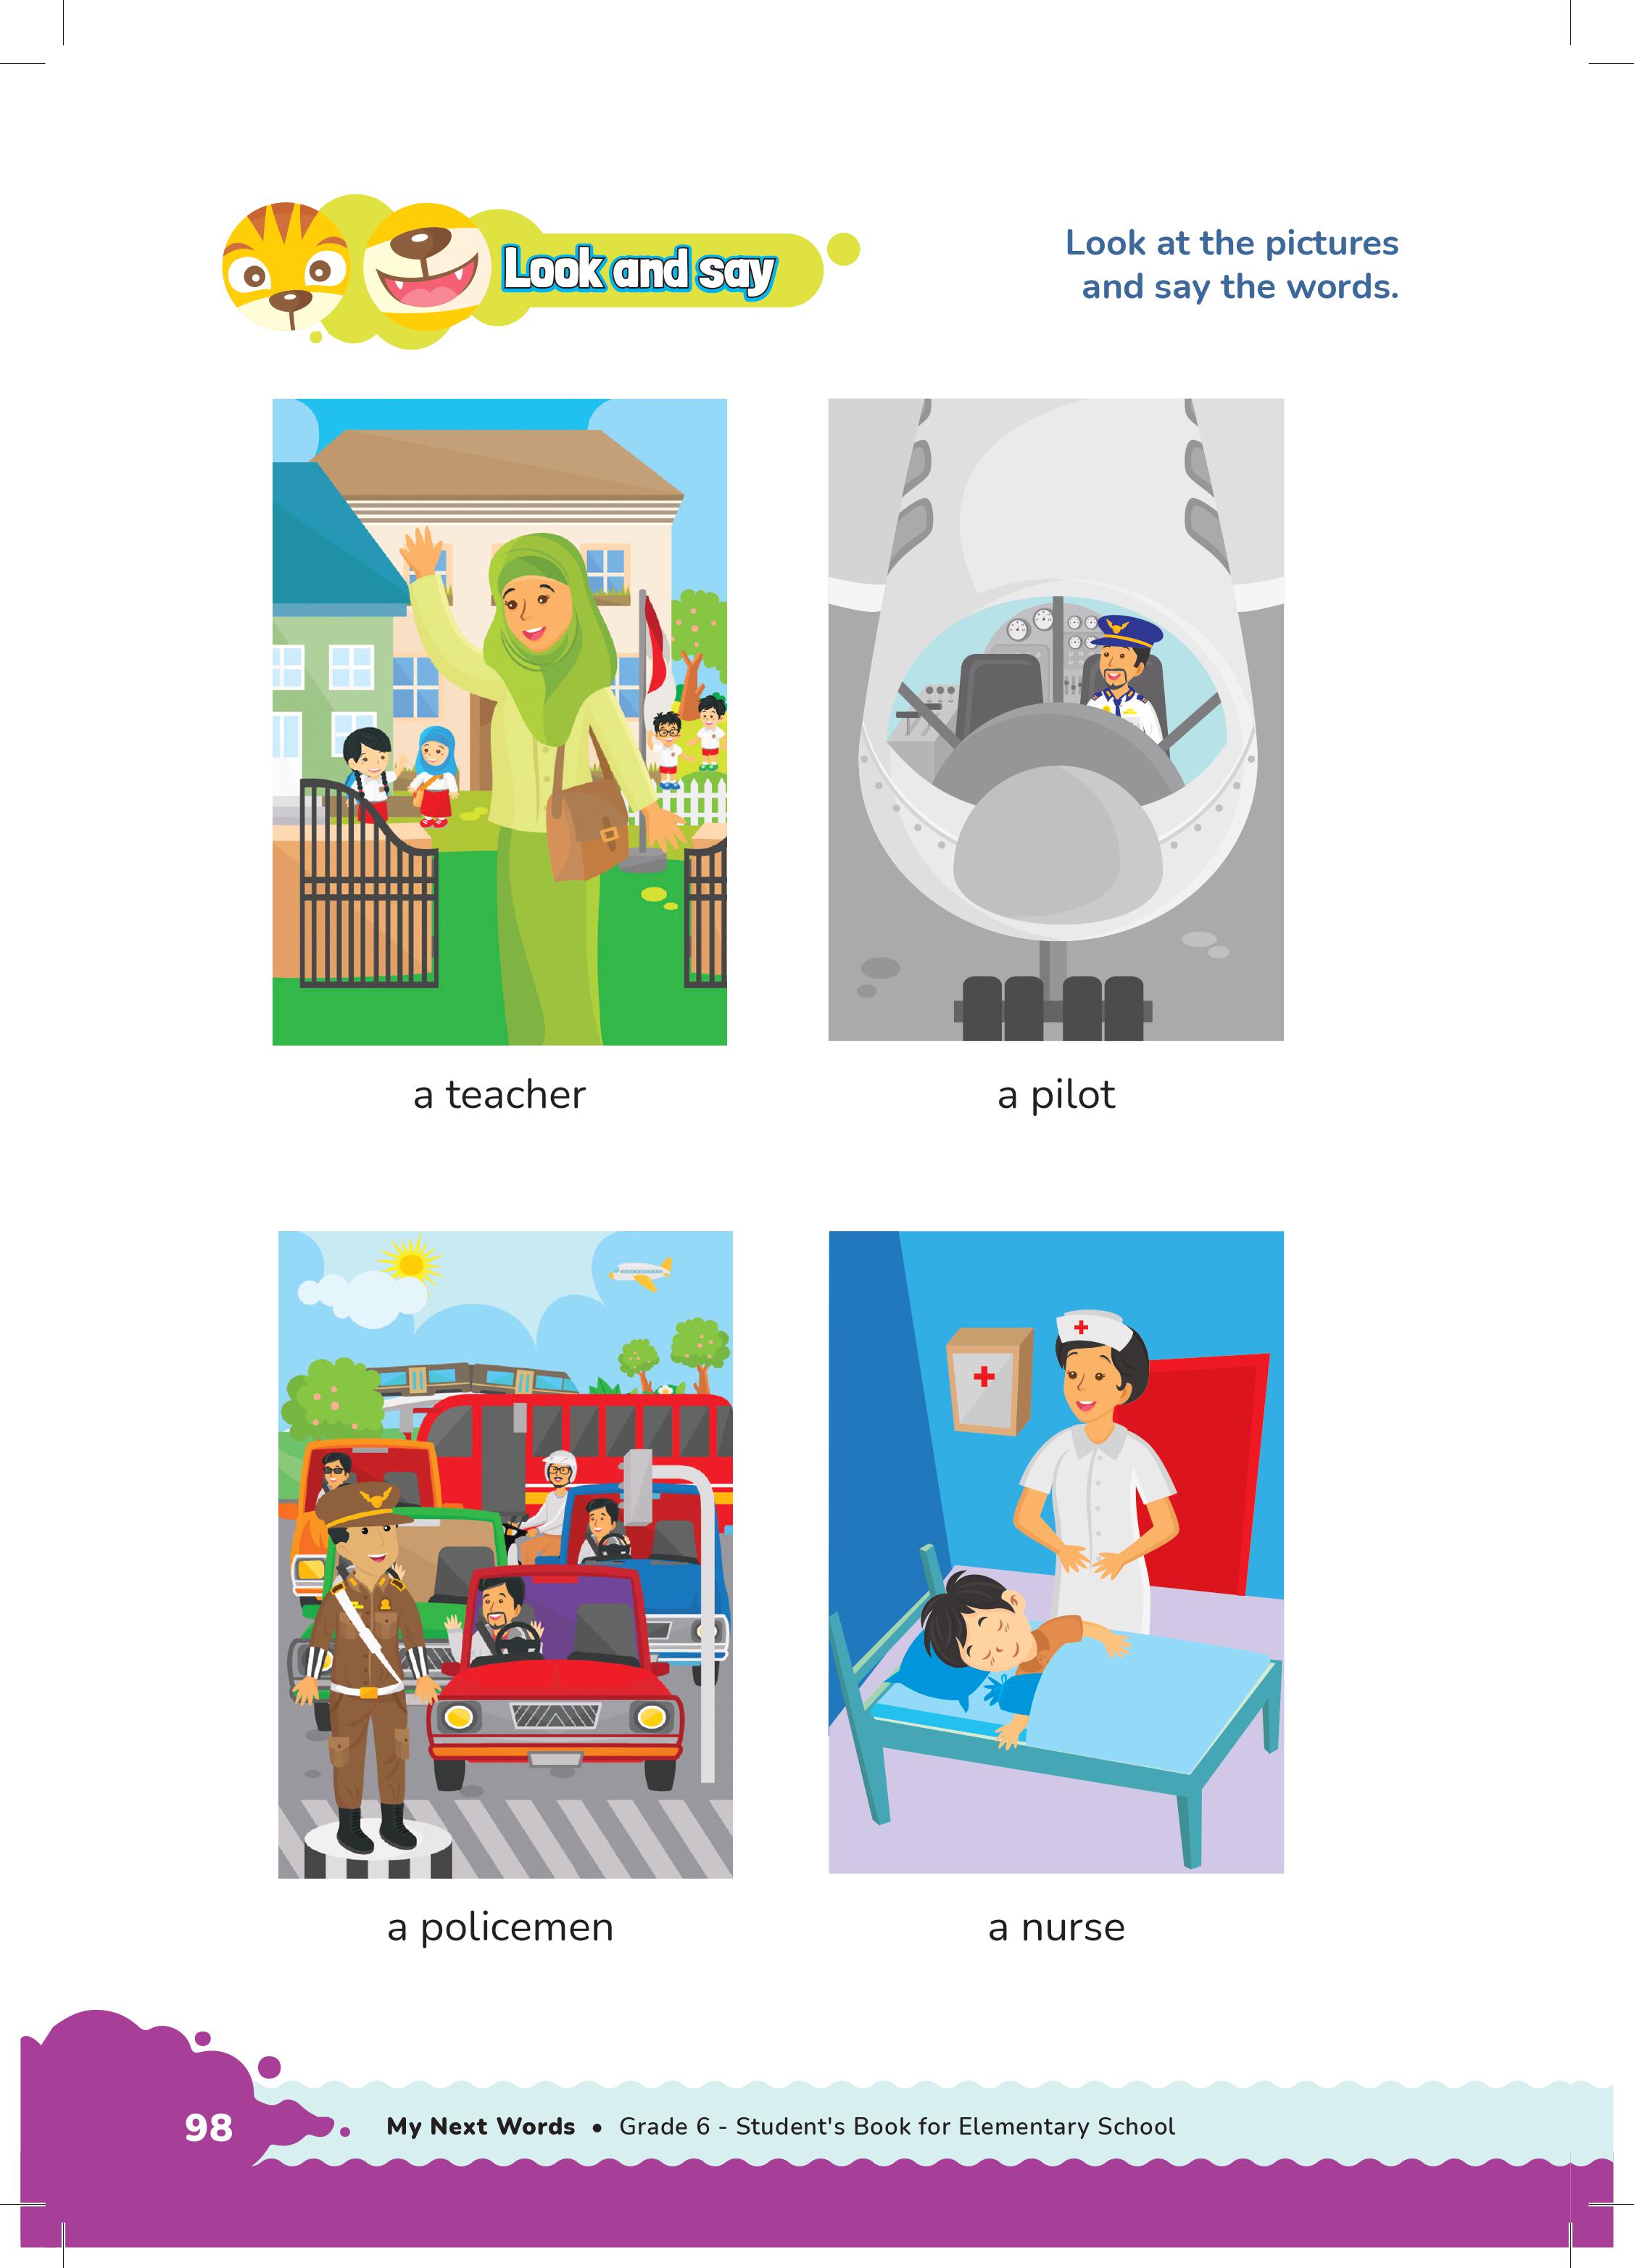 Look and say
Look at the pictures
and say the words.
a teacher
a pilot
a policemen
a nurse
98
My Next Words • Grade 6 - Student's Book for Elementary School